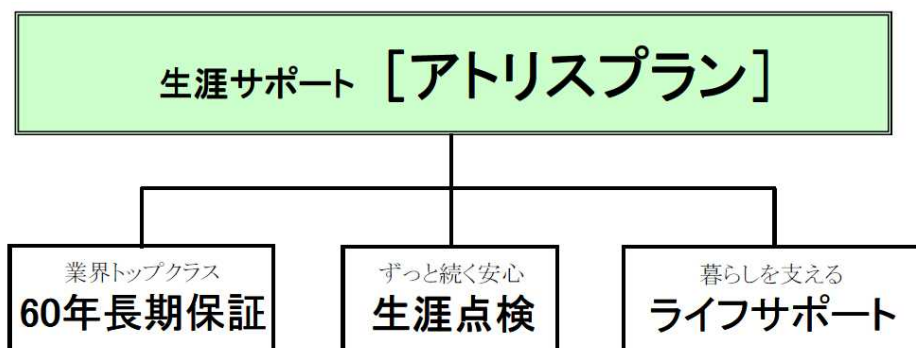 生涯サポート [アトリスプラン]
業界トップクラス
60年長期保証
ずっと続く安心
生涯点検
暮らしを支える
ライフサポート